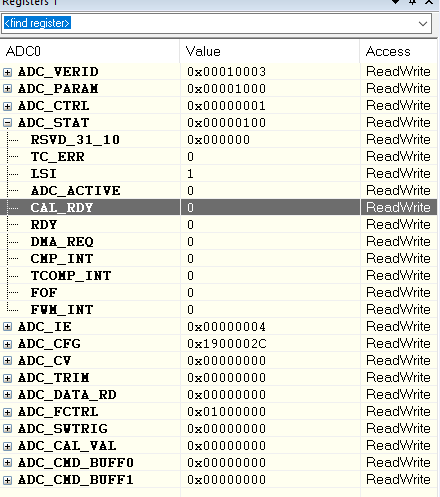 Registers 1
<find register>
ADC0 Value Access
ADC_VERID 0x00010003 ReadWrite
ADC_PARAM 0x00001000 ReadWrite
ADC_CTRL 0x00000001 ReadWrite
ADC_STAT 0x00000100 ReadWrite
RSVD_31_10 0x000000 ReadWrite
TC_ERR 0 ReadWrite
LSI 1 ReadWrite
ADC_ACTIVE 0 ReadWrite
CAL_RDY 0 ReadWrite
RDY 0 ReadWrite
DMA_REQ 0 ReadWrite
CMP_INT 0 ReadWrite
TCOMP_INT 0 ReadWrite
FOF 0 ReadWrite
FWM_INT 0 ReadWrite
ADC_IE 0x00000004 ReadWrite
ADC_CFG 0x1900002C ReadWrite
ADC_CV 0x00000000 ReadWrite
ADC_TRIM 0x00000000 ReadWrite
ADC_DATA_RD 0x00000000 ReadWrite
ADC_FCTRL 0x01000000 ReadWrite
ADC_SWTRIG 0x00000000 ReadWrite
ADC_CAL_VAL 0x00000000 ReadWrite
ADC_CMD_BUFF0 0x00000000 ReadWrite
ADC_CMD_BUFF1 0x00000000 ReadWrite